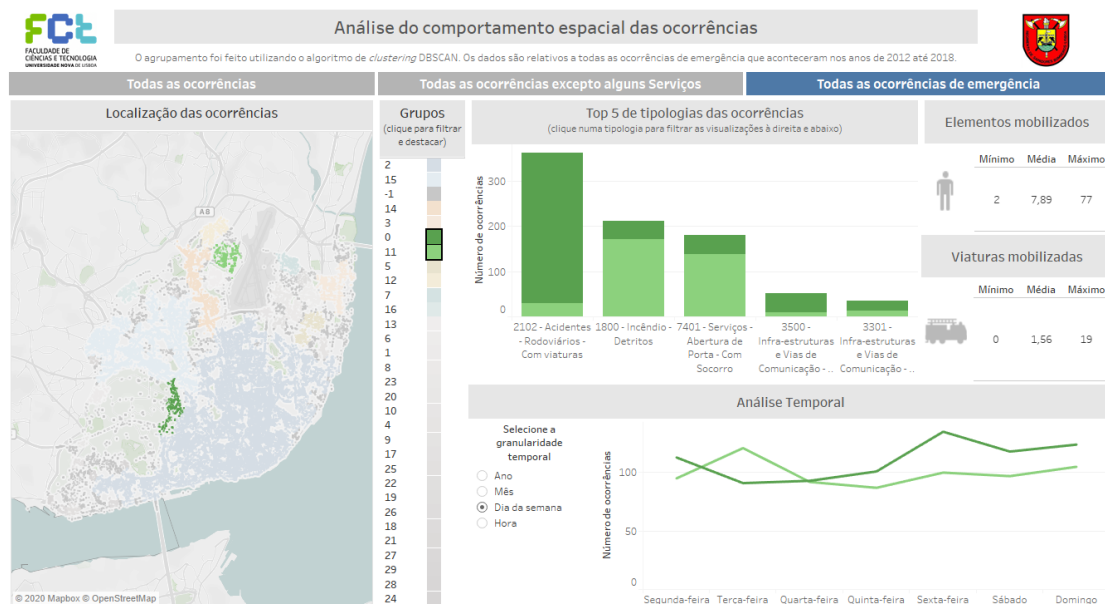 FCT
FACULDADE DE
CIÊNCIAS E TECNOLOGIA
UNIVERSIDADE NOVA DE LISBOA
Análise do comportamento espacial das ocorrências
O agrupamento foi feito utilizando o algoritmo de clustering DBSCAN. Os dados são relativos a todas as ocorrências de emergência que aconteceram nos anos de 2012 até 2018.
Todas as ocorrências
Todas as ocorrências excepto alguns Serviços
Todas as ocorrências de emergência
Localização das ocorrências
A8
© 2020 Mapbox © OpenStreetMap
Grupos
(clique para filtrar
e destacar)
2
15
-1
14
3
0
11
5
12
7
16
13
6
1
8
23
20
10
4
9
17
25
22
19
26
18
21
27
29
28
24
Top 5 de tipologias das ocorrências
(clique numa tipologia para filtrar as visualizações à direita e abaixo)
Número de ocorrências
300
200
100
0
2102 - Acidentes
- Rodoviários -
Com viaturas
1800 - Incêndio -
Detritos
7401 - Serviços -
Abertura de
Porta - Com
Socorro
3500 -
Infra-estruturas
e Vias de
Comunicação - ..
3301 -
Infra-estruturas
e Vias de
Comunicação - ..
Elementos mobilizados
Mínimo Média Máximo
2 7,89 77
Viaturas mobilizadas
Mínimo Média Máximo
0 1,56 19
Análise Temporal
Selecione a
granularidade
temporal
Ano
Mês
Dia da semana
Hora
Número de ocorrências
100
50
0
Segunda-feira Terça-feira Quarta-feira Quinta-feira Sexta-feira Sábado Domingo